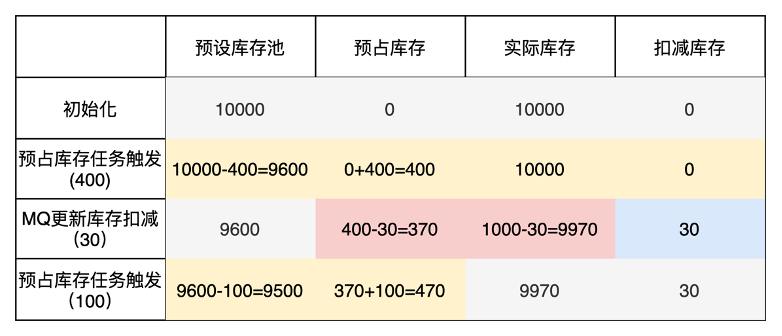 预设库存池 预占库存 实际库存 扣减库存
初始化 10000 0 10000 0
预占库存任务触发
(400) 10000-400=9600 0+400=400 10000 0
MQ更新库存扣减
（30） 9600 400-30=370 1000-30=9970 30
预占库存任务触发
（100） 9600-100=9500 370+100=470 9970 30